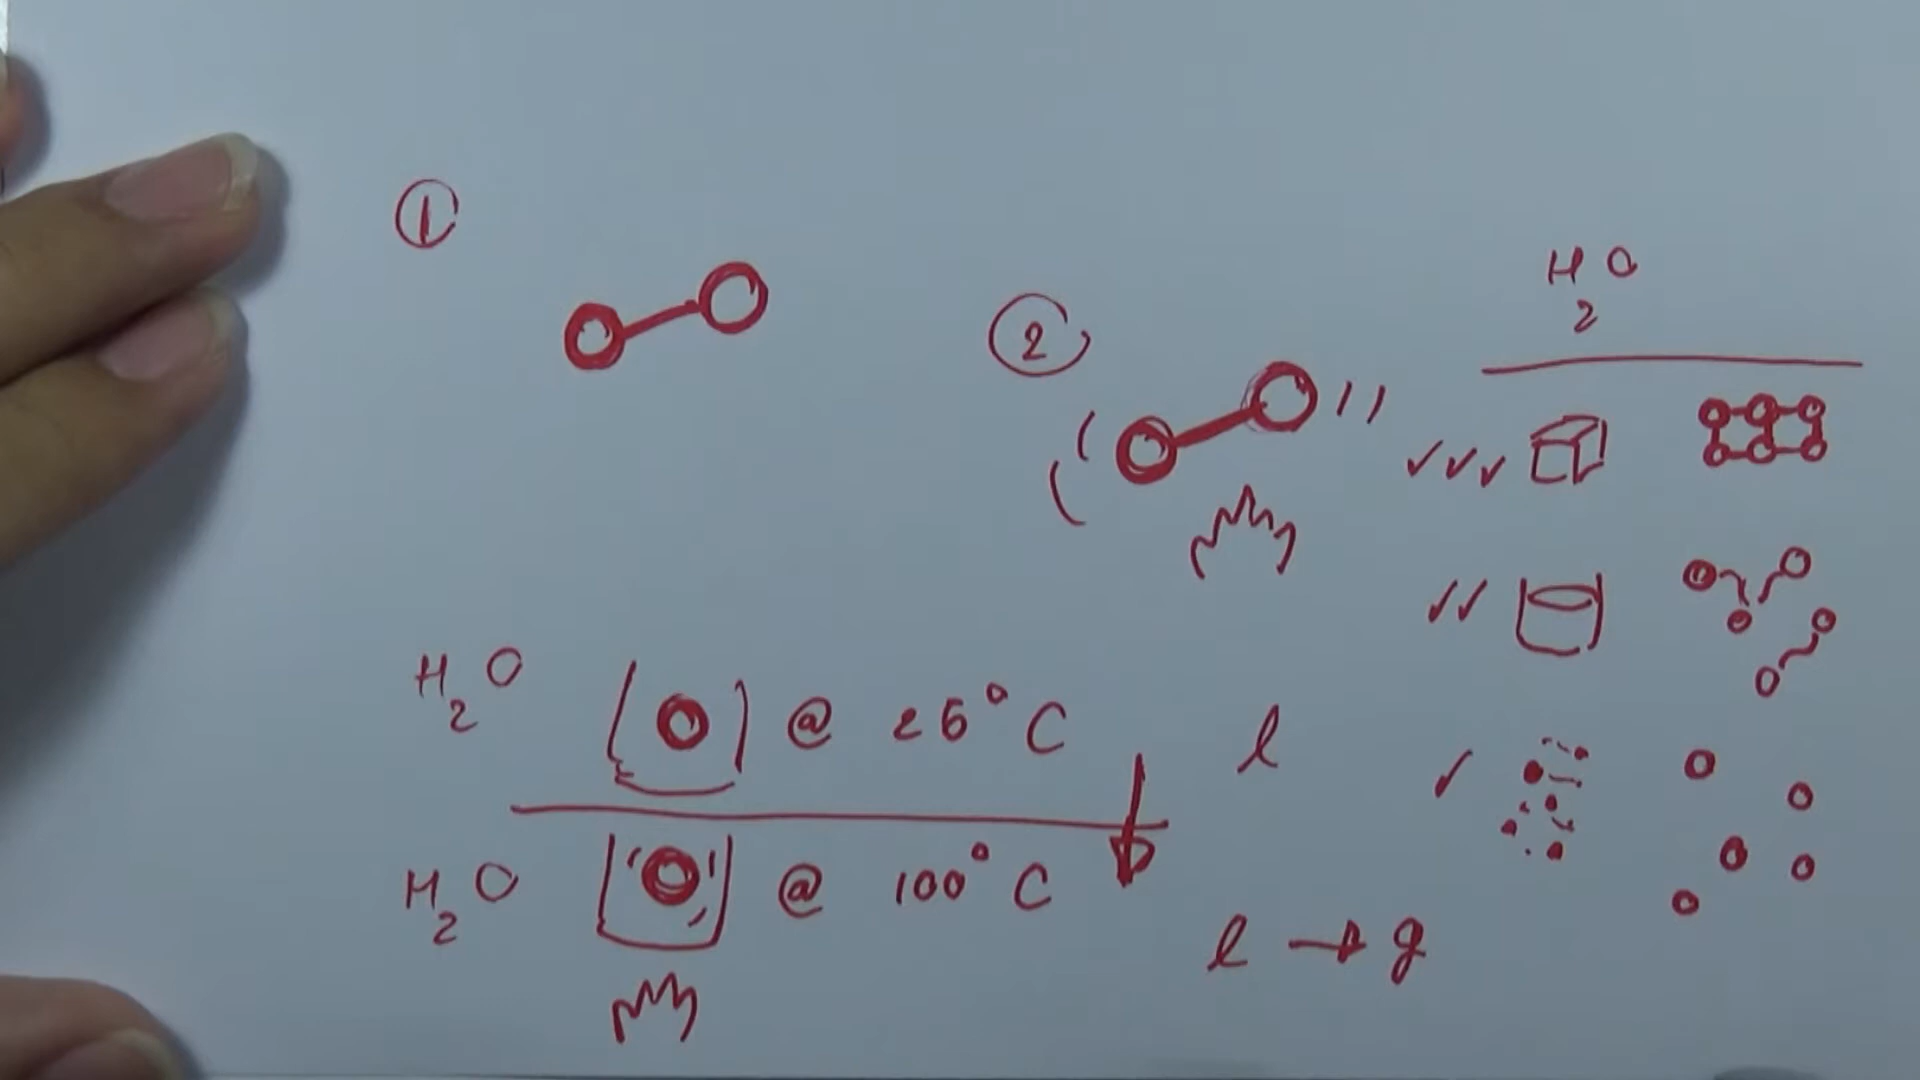 ①
②
H₂O
✓✓✓
✓✓
✓
H₂O @ 25°C l
H₂O @ 100°C
l → g